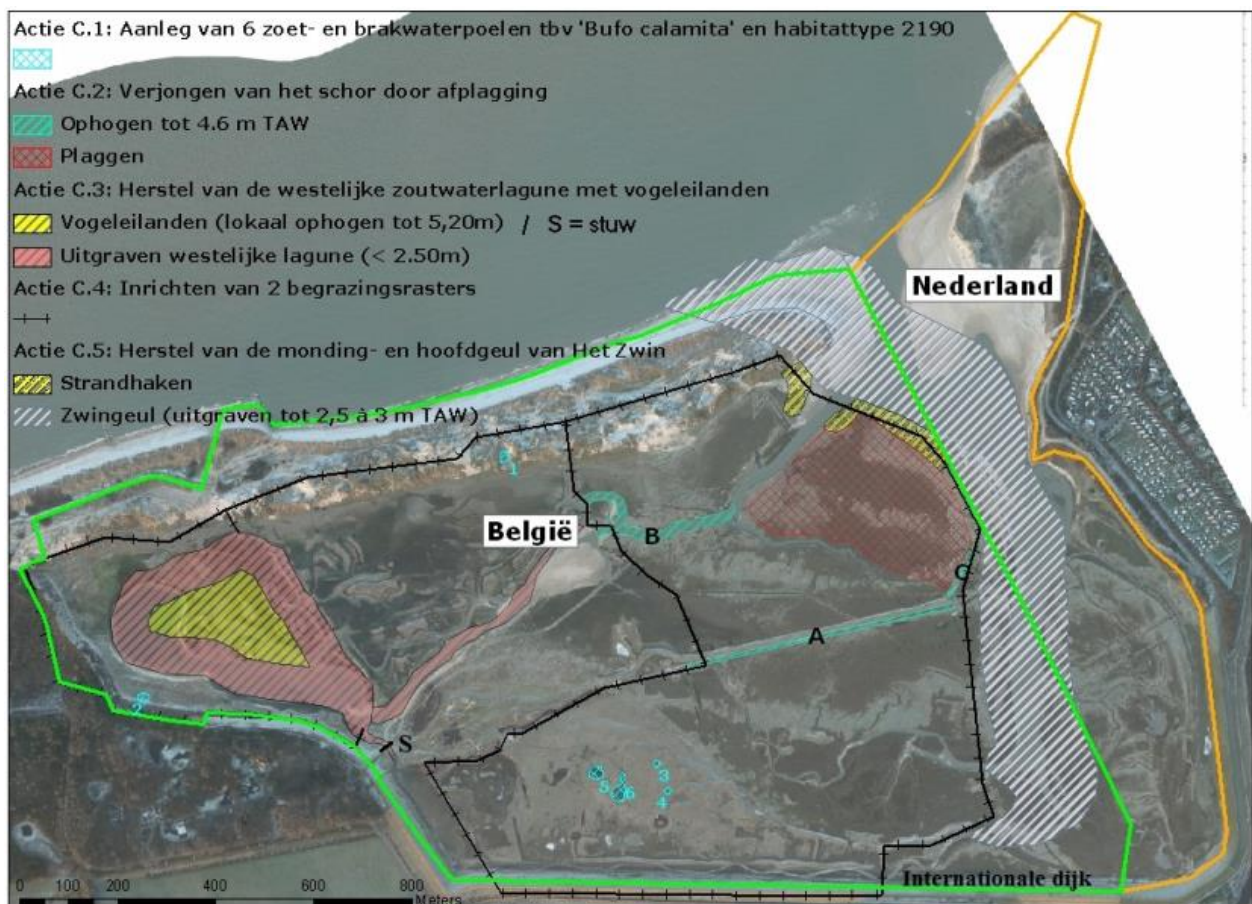 Actie C.1: Aanleg van 6 zoet- en brakwaterpoelen tbv 'Bufo calamita' en habitattype 2190
Actie C.2: Verjongen van het schor door afplagging
Ophogen tot 4.6 m TAW
Plaggen
Actie C.3: Herstel van de westelijke zoutwaterlagune met vogeleilanden
Vogeleilanden (lokaal ophogen tot 5,20m) / S = stuw
Uitgraven westelijke lagune (< 2.50m)
Actie C.4: Inrichten van 2 begrazingsrasters
Actie C.5: Herstel van de monding- en hoofdgeul van Het Zwin
Strandhaken
Zwingeul (uitgraven tot 2,5 à 3 m TAW)
Nederland
1
België
B
C
A
2
S
3
5
6
4
Internationale dijk
0 100 200 400 600 800
Meters